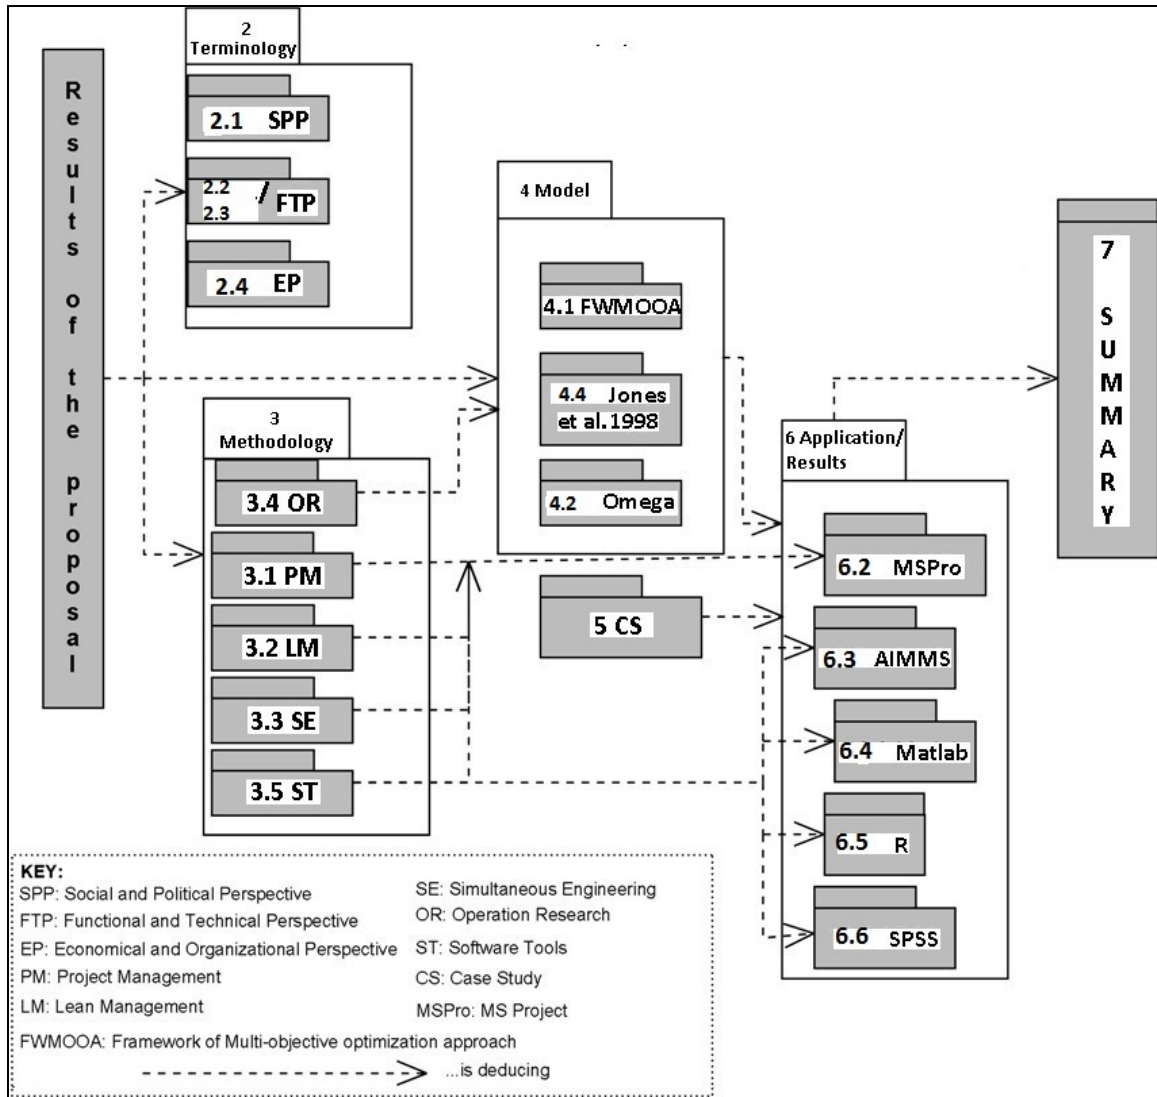 Results of the proposal
2
Terminology
2.1 SPP
2.2 /
2.3 FTP
2.4 EP
3
Methodology
3.4 OR
3.1 PM
3.2 LM
3.3 SE
3.5 ST
4 Model
4.1 FWMOOA
4.4 Jones
et al.1998
4.2 Omega
5 CS
6 Application/
Results
6.2 MSPro
6.3 AIMMS
6.4 Matlab
6.5 R
6.6 SPSS
7 SUMMARY
KEY:
SPP: Social and Political Perspective
FTP: Functional and Technical Perspective
EP: Economical and Organizational Perspective
PM: Project Management
LM: Lean Management
SE: Simultaneous Engineering
OR: Operation Research
ST: Software Tools
CS: Case Study
MSPro: MS Project
FWMOOA: Framework of Multi-objective optimization approach
...is deducing